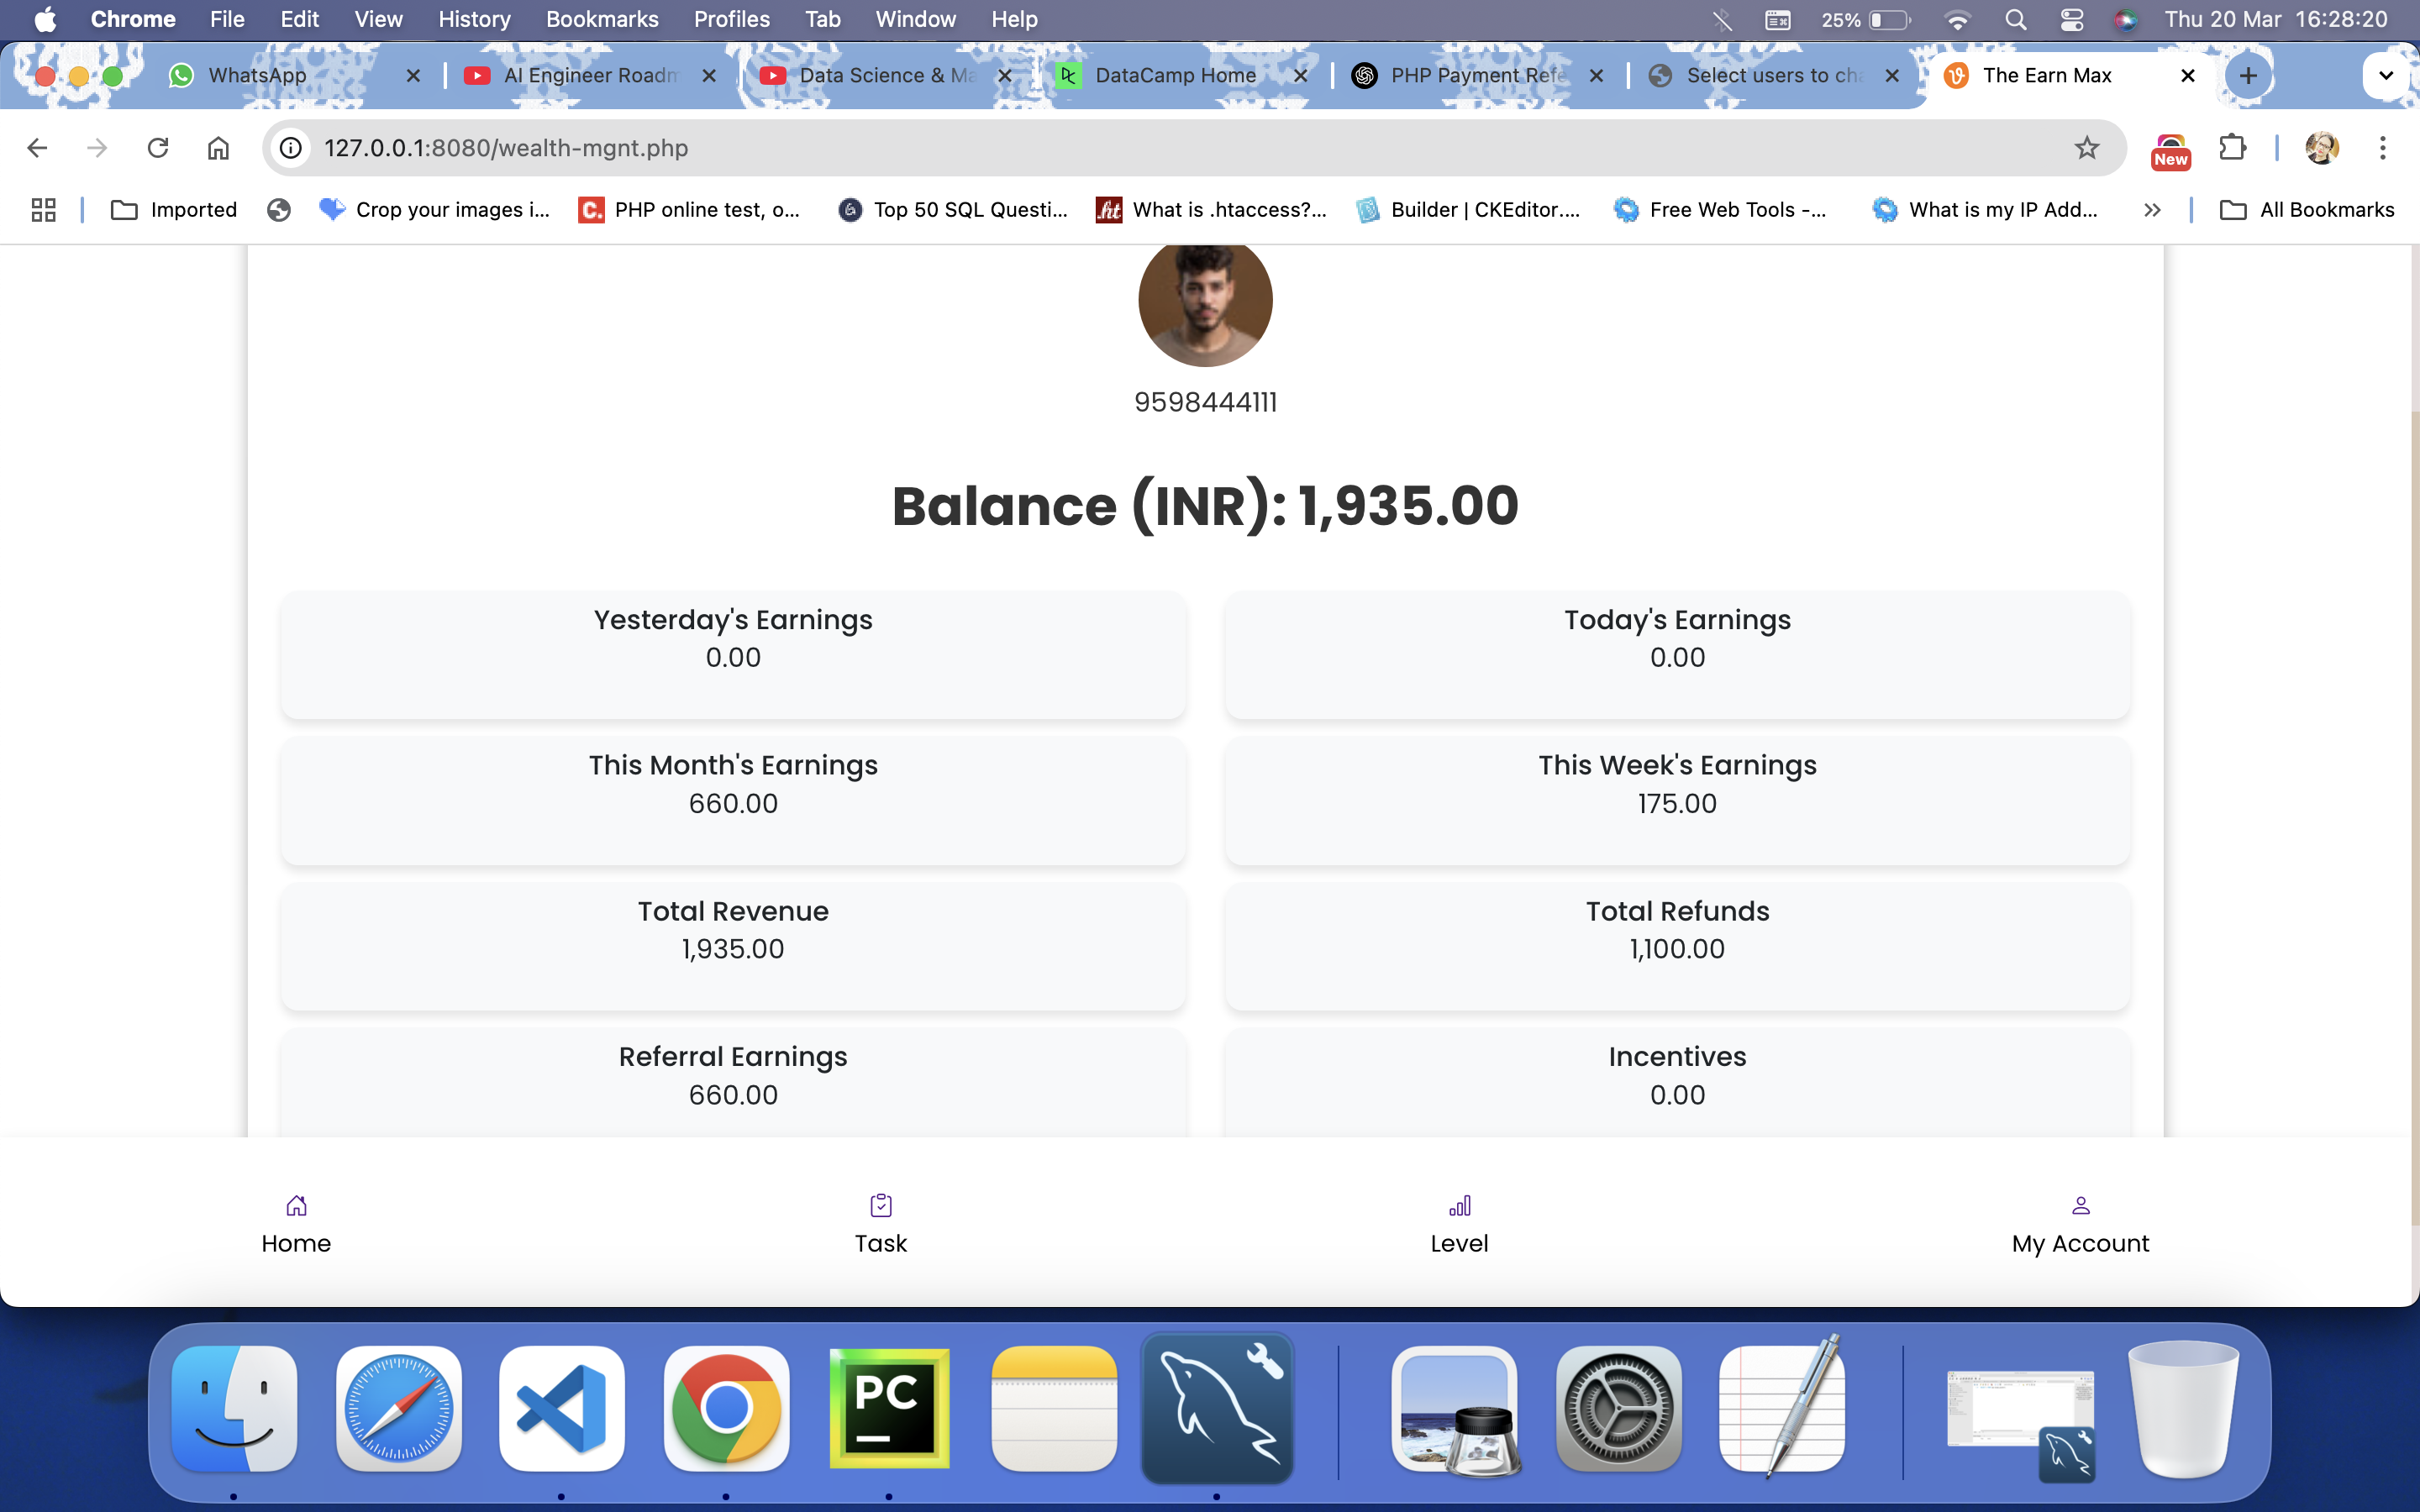 Chrome File Edit View History Bookmarks Profiles Tab Window Help 25% Thu 20 Mar 16:28:20
WhatsApp AI Engineer Roadm Data Science & Ma DataCamp Home PHP Payment Refe Select users to cha The Earn Max
127.0.0.1:8080/wealth-mgnt.php New
Imported Crop your images i... C. PHP online test, o... Top 50 SQL Questi... .ht What is .htaccess?... Builder | CKEditor.... Free Web Tools -... What is my IP Add... » All Bookmarks
9598444111
Balance (INR): 1,935.00
Yesterday's Earnings
0.00
Today's Earnings
0.00
This Month's Earnings
660.00
This Week's Earnings
175.00
Total Revenue
1,935.00
Total Refunds
1,100.00
Referral Earnings
660.00
Incentives
0.00
Home Task Level My Account
PC